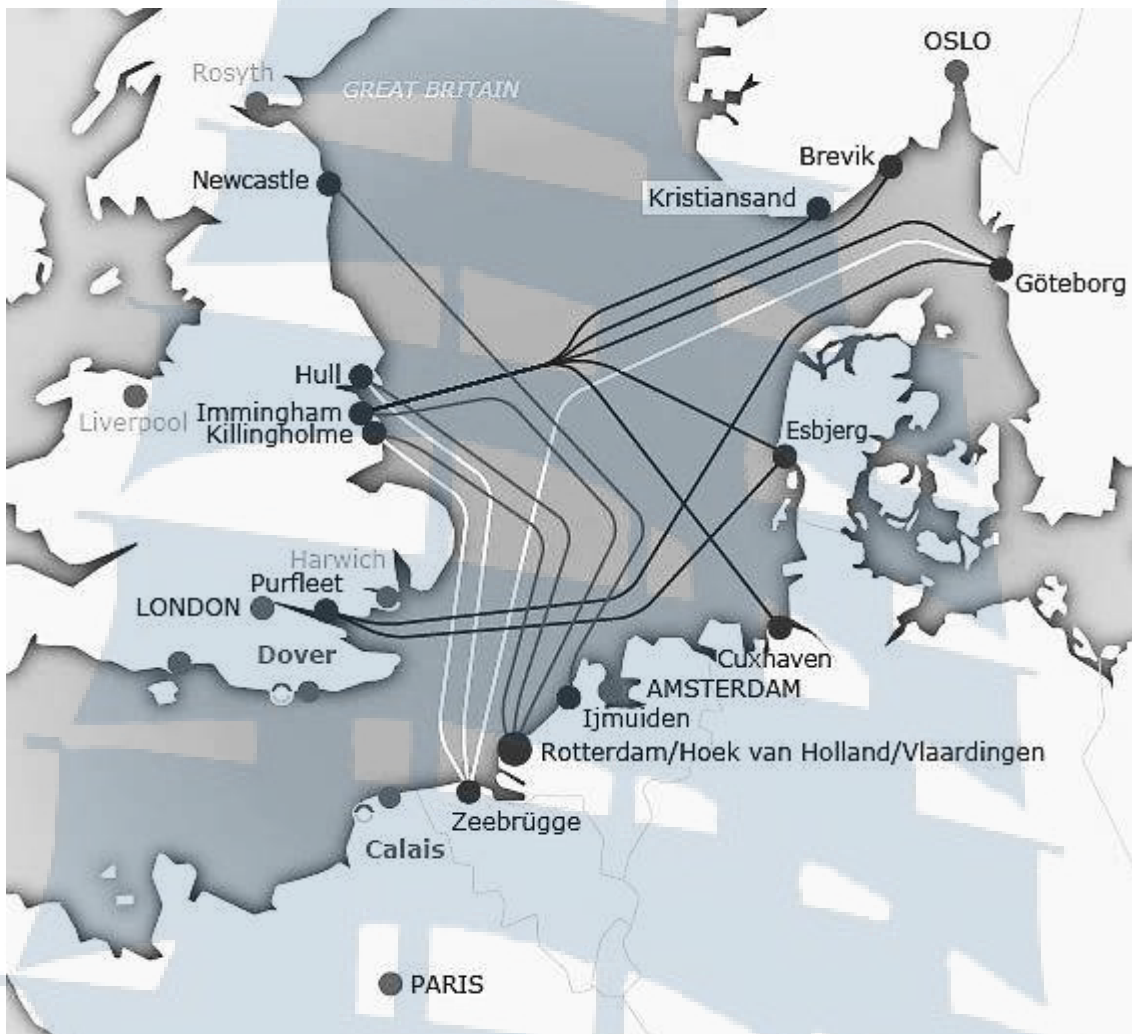 OSLO
Rosyth
GREAT BRITAIN
Brevik
Newcastle
Kristiansand
Göteborg
Hull
Immingham
Liverpool
Killingholme
Esbjerg
Harwich
Purfleet
LONDON
Dover
Cuxhaven
AMSTERDAM
Ijmuiden
Rotterdam/Hoek van Holland/Vlaardingen
Zeebrügge
Calais
PARIS